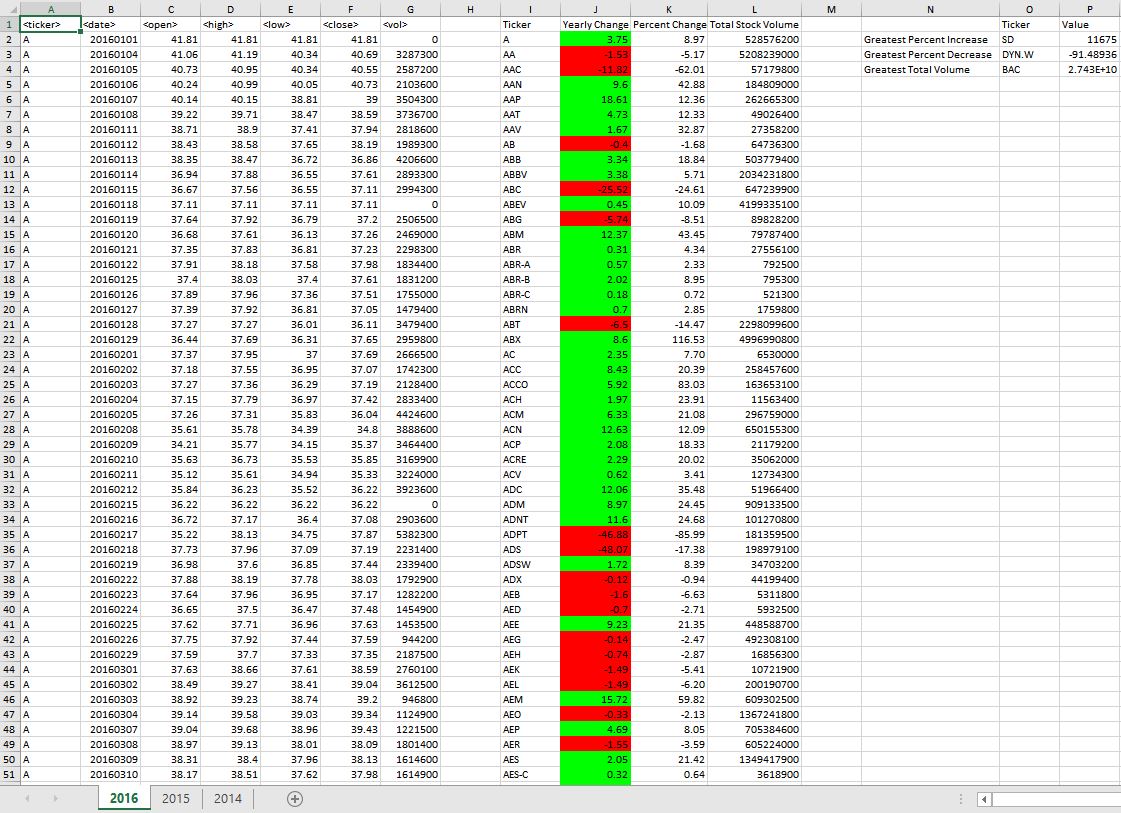 A B C D E F G H I J K L M N O P
1 <ticker> <date> <open> <high> <low> <close> <vol> Ticker Yearly Change Percent Change Total Stock Volume Ticker Value
2 A 20160101 41.81 41.81 41.81 41.81 0 A 3.75 8.97 528576200 Greatest Percent Increase SD 11675
3 A 20160104 41.06 41.19 40.34 40.69 3287300 AA -1.53 -5.17 5208239000 Greatest Percent Decrease DYN.W -91.48936
4 A 20160105 40.73 40.95 40.34 40.55 2587200 AAC -11.82 -62.01 57179800 Greatest Total Volume BAC 2.743E+10
5 A 20160106 40.24 40.99 40.05 40.73 2103600 AAN 9.6 42.88 184809000
6 A 20160107 40.14 40.15 38.81 39 3504300 AAP 18.61 12.36 262665300
7 A 20160108 39.22 39.71 38.47 38.59 3736700 AAT 4.73 12.33 49026400
8 A 20160111 38.71 38.9 37.41 37.94 2818600 AAV 1.67 32.87 27358200
9 A 20160112 38.43 38.58 37.65 38.19 1989300 AB -0.4 -1.68 64736300
10 A 20160113 38.35 38.47 36.72 36.86 4206600 ABB 3.34 18.84 503779400
11 A 20160114 36.94 37.88 36.55 37.61 2893300 ABBV 3.38 5.71 2034231800
12 A 20160115 36.67 37.56 36.55 37.11 2994300 ABC -25.52 -24.61 647239900
13 A 20160118 37.11 37.11 37.11 37.11 0 ABEV 0.45 10.09 4199335100
14 A 20160119 37.64 37.92 36.79 37.2 2506500 ABG -5.74 -8.51 89828200
15 A 20160120 36.68 37.61 36.13 37.26 2469000 ABM 12.37 43.45 79787400
16 A 20160121 37.35 37.83 36.81 37.23 2298300 ABR 0.31 4.34 27556100
17 A 20160122 37.91 38.18 37.58 37.98 1834400 ABR-A 0.57 2.33 792500
18 A 20160125 37.4 38.03 37.4 37.61 1831200 ABR-B 2.02 8.95 795300
19 A 20160126 37.89 37.96 37.36 37.51 1755000 ABR-C 0.18 0.72 521300
20 A 20160127 37.39 37.92 36.81 37.05 1479400 ABRN 0.7 2.85 1759800
21 A 20160128 37.27 37.27 36.01 36.11 3479400 ABT -6.5 -14.47 2298099600
22 A 20160129 36.44 37.69 36.31 37.65 2959800 ABX 8.6 116.53 4996990800
23 A 20160201 37.37 37.95 37 37.69 2666500 AC 2.35 7.70 6530000
24 A 20160202 37.18 37.55 36.95 37.07 1742300 ACC 8.43 20.39 258457600
25 A 20160203 37.27 37.36 36.29 37.19 2128400 ACCO 5.92 83.03 163653100
26 A 20160204 37.15 37.79 36.97 37.42 2833400 ACH 1.97 23.91 11563400
27 A 20160205 37.26 37.31 35.83 36.04 4424600 ACM 6.33 21.08 296759000
28 A 20160208 35.61 35.78 34.39 34.8 3888600 ACN 12.63 12.09 650155300
29 A 20160209 34.21 35.77 34.15 35.37 3464400 ACP 2.08 18.33 21179200
30 A 20160210 35.63 36.73 35.53 35.85 3169900 ACRE 2.29 20.02 35062000
31 A 20160211 35.12 35.61 34.94 35.33 3224000 ACV 0.62 3.41 12734300
32 A 20160212 35.84 36.23 35.52 36.22 3923600 ADC 12.06 35.48 51966400
33 A 20160215 36.22 36.22 36.22 36.22 0 ADM 8.97 24.45 909133500
34 A 20160216 36.72 37.17 36.4 37.08 2903600 ADNT 11.6 24.68 101270800
35 A 20160217 35.22 38.13 34.75 37.87 5382300 ADPT -46.88 -85.99 181359500
36 A 20160218 37.73 37.96 37.09 37.19 2231400 ADS -48.07 -17.38 198979100
37 A 20160219 36.98 37.6 36.85 37.44 2339400 ADSW 1.72 8.39 34703200
38 A 20160222 37.88 38.19 37.78 38.03 1792900 ADX -0.12 -0.94 44199400
39 A 20160223 37.64 37.96 36.95 37.17 1282200 AEB -1.6 -6.63 5311800
40 A 20160224 36.65 37.5 36.47 37.48 1454900 AED -0.7 -2.71 5932500
41 A 20160225 37.62 37.71 36.96 37.63 1453500 AEE 9.23 21.35 448588700
42 A 20160226 37.75 37.92 37.44 37.59 944200 AEG -0.14 -2.47 492308100
43 A 20160229 37.59 37.7 37.33 37.35 2187500 AEH -0.74 -2.87 16856300
44 A 20160301 37.63 38.66 37.61 38.59 2760100 AEK -1.49 -5.41 10721900
45 A 20160302 38.49 39.27 38.41 39.04 3612500 AEL -1.49 -6.20 200190700
46 A 20160303 38.92 39.23 38.74 39.2 946800 AEM 15.72 59.82 609302500
47 A 20160304 39.14 39.58 39.03 39.34 1124900 AEO -0.33 -2.13 1367241800
48 A 20160307 39.04 39.68 38.96 39.43 1221500 AEP 4.69 8.05 705384600
49 A 20160308 38.97 39.13 38.01 38.09 1801400 AER -1.55 -3.59 605224000
50 A 20160309 38.31 38.4 37.96 38.13 1614600 AES 2.05 21.42 1349417900
51 A 20160310 38.17 38.51 37.62 37.98 1614900 AES-C 0.32 0.64 3618900
2016 2015 2014